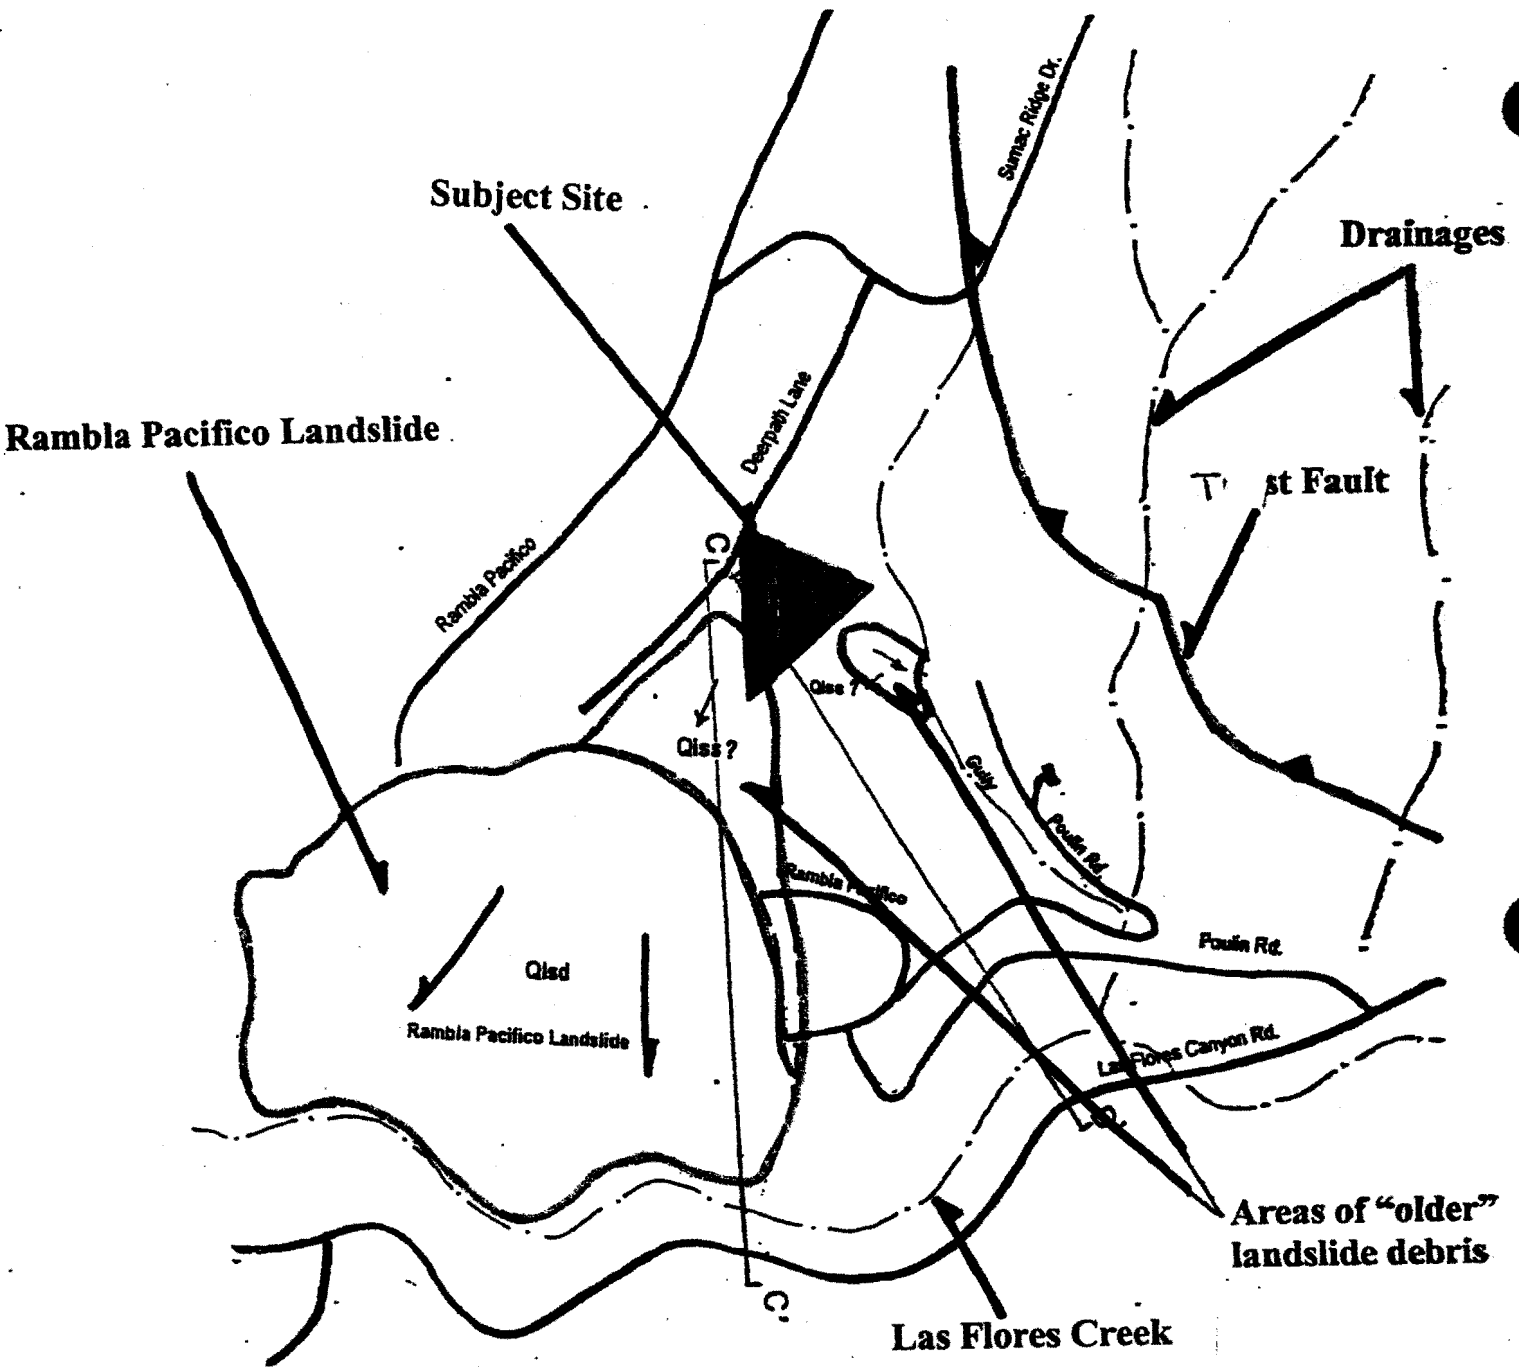 Sumac Ridge Dr.
Subject Site
Drainages
Deerpath Lane
Rambla Pacifico Landslide
st Fault
C
Rambla Pacifico
Qlss ?
Qlss ?
Gully
Poulin Rd
Rambla Pacifico
Poulin Rd.
Qlsd
Rambla Pacifico Landslide
Las Flores Canyon Rd.
Areas of “older”
landslide debris
C'
Las Flores Creek